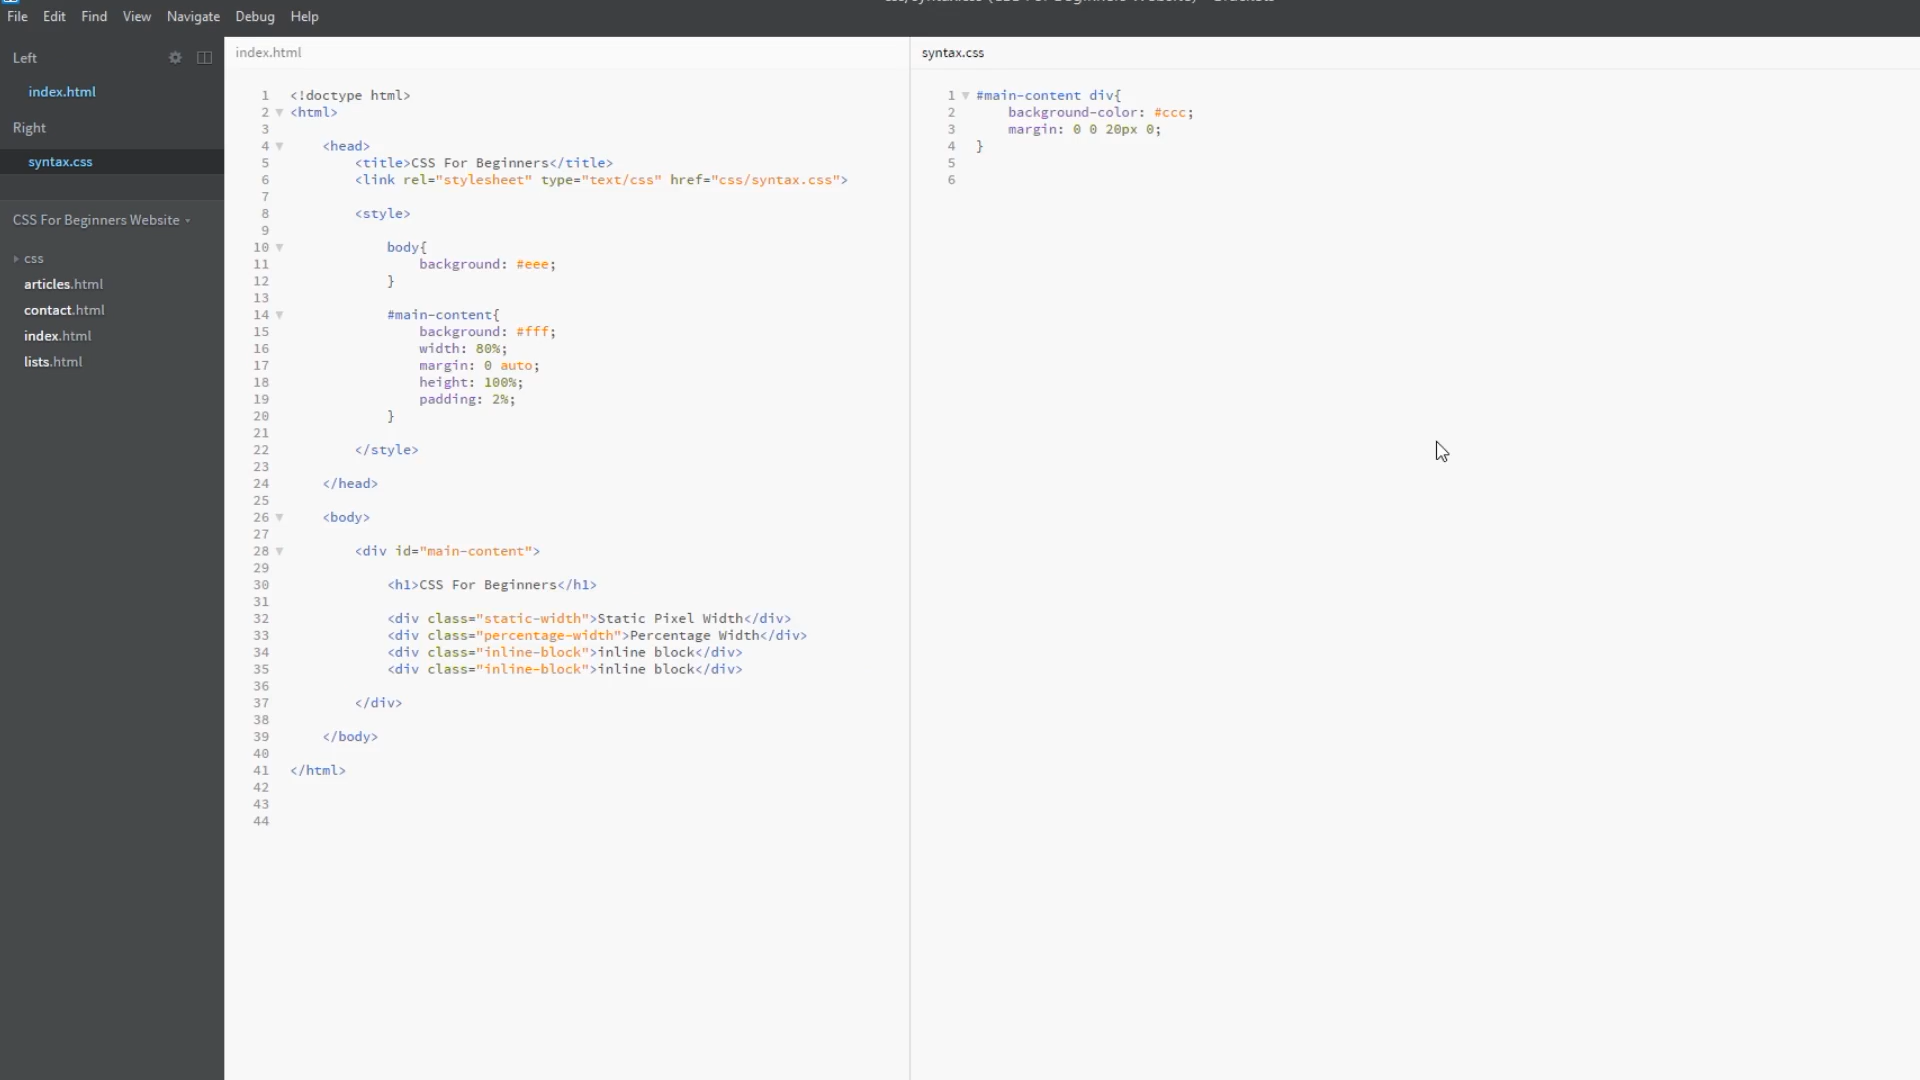 File Edit Find View Navigate Debug Help
Left
index.html
Right
syntax.css
CSS For Beginners Website
css
articles.html
contact.html
index.html
lists.html
index.html
1 <!doctype html>
2 <html>
3
4 <head>
5 <title>CSS For Beginners</title>
6 <link rel="stylesheet" type="text/css" href="css/syntax.css">
7
8 <style>
9
10 body{
11 background: #eee;
12 }
13
14 #main-content{
15 background: #fff;
16 width: 80%;
17 margin: 0 auto;
18 height: 100%;
19 padding: 2%;
20 }
21
22 </style>
23
24 </head>
25
26 <body>
27
28 <div id="main-content">
29
30 <h1>CSS For Beginners</h1>
31
32 <div class="static-width">Static Pixel Width</div>
33 <div class="percentage-width">Percentage Width</div>
34 <div class="inline-block">inline block</div>
35 <div class="inline-block">inline block</div>
36
37 </div>
38
39 </body>
40
41 </html>
42
43
44
syntax.css
1 #main-content div{
2 background-color: #ccc;
3 margin: 0 0 20px 0;
4 }
5
6